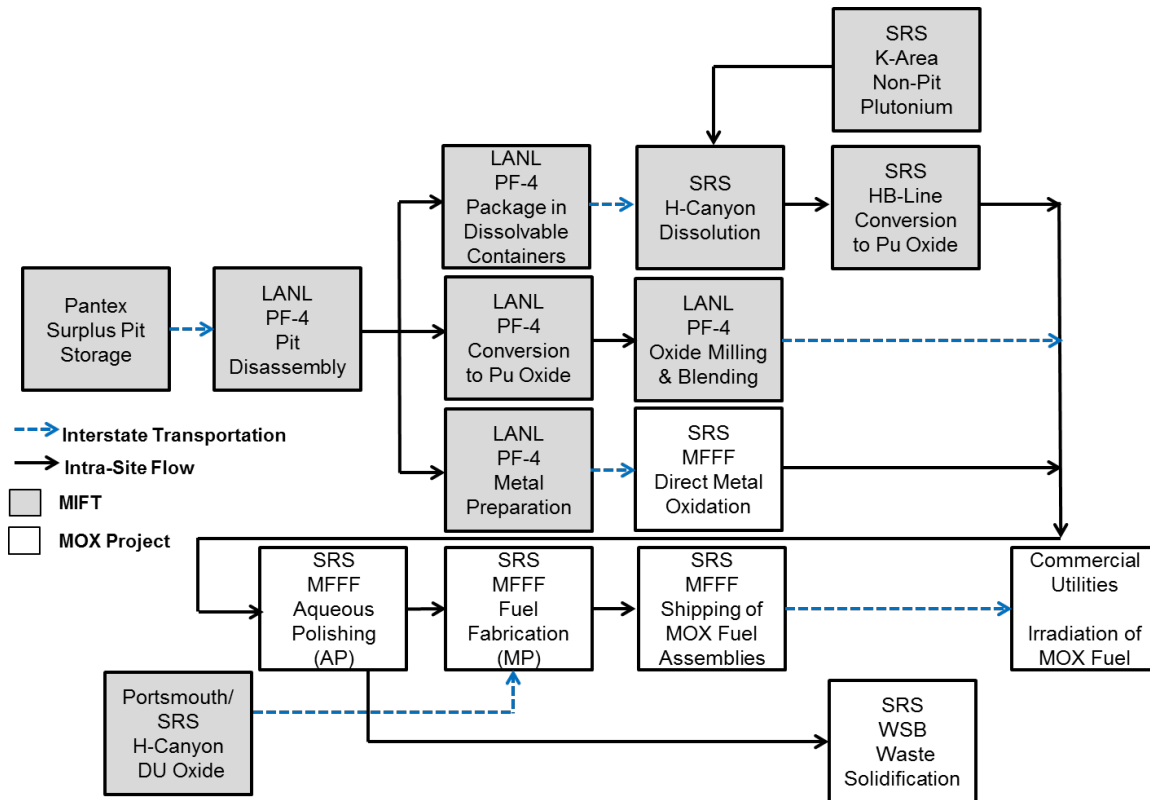 SRS
K-Area
Non-Pit
Plutonium
LANL
PF-4
Package in
Dissolvable
Containers
SRS
H-Canyon
Dissolution
SRS
HB-Line
Conversion
to Pu Oxide
Pantex
Surplus Pit
Storage
LANL
PF-4
Pit
Disassembly
LANL
PF-4
Conversion
to Pu Oxide
LANL
PF-4
Oxide Milling
& Blending
LANL
PF-4
Metal
Preparation
SRS
MFFF
Direct Metal
Oxidation
Interstate Transportation
Intra-Site Flow
MIFT
MOX Project
SRS
MFFF
Aqueous
Polishing
(AP)
SRS
MFFF
Fuel
Fabrication
(MP)
SRS
MFFF
Shipping of
MOX Fuel
Assemblies
Commercial
Utilities
Irradiation of
MOX Fuel
Portsmouth/
SRS
H-Canyon
DU Oxide
SRS
WSB
Waste
Solidification